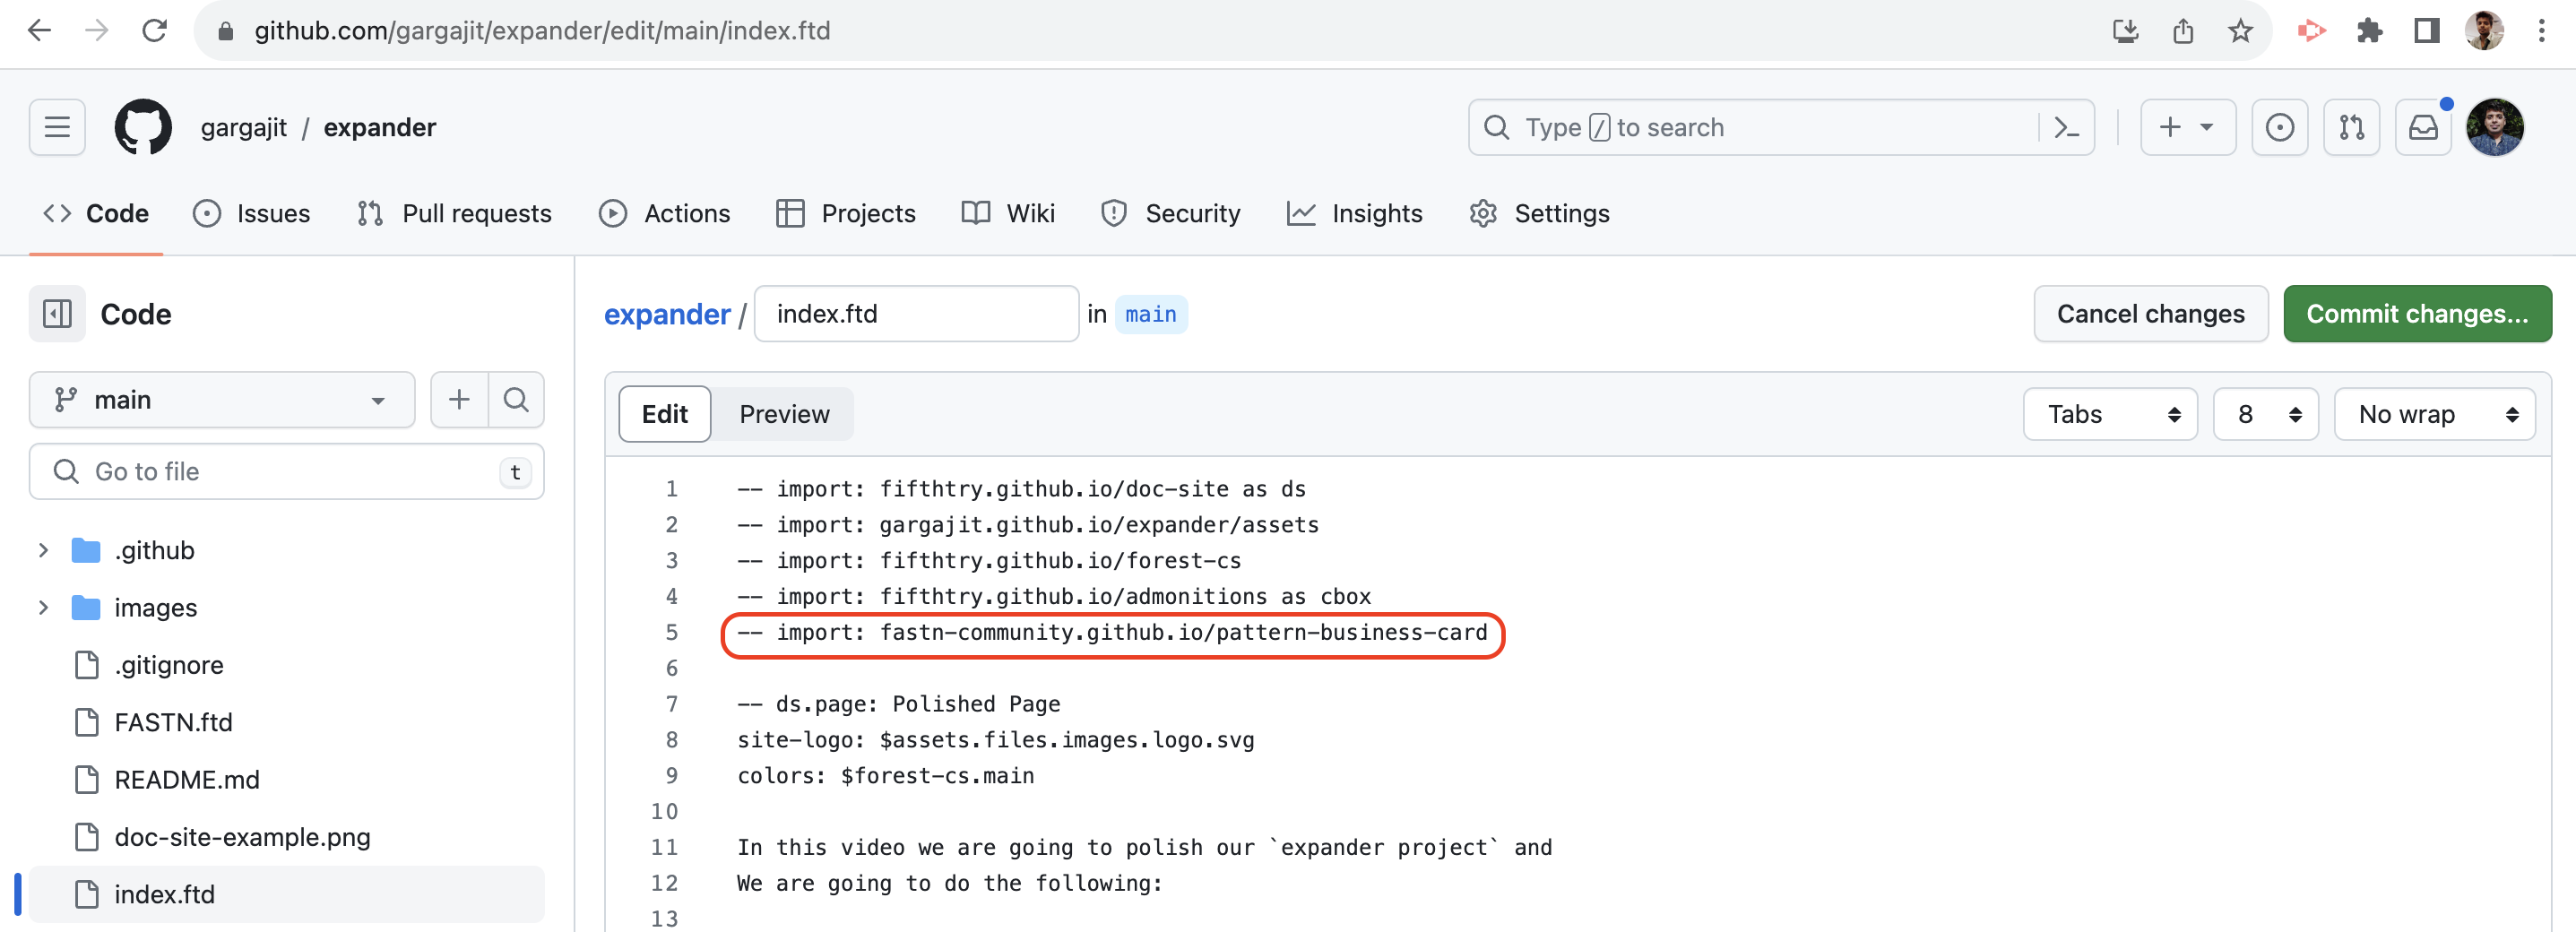 github.com/gargajit/expander/edit/main/index.ftd
gargajit / expander
Type / to search
Code Issues Pull requests Actions Projects Wiki Security Insights Settings
Code
expander / index.ftd in main
Cancel changes Commit changes...
main
Edit Preview
Tabs 8 No wrap
Go to file t
.github
images
.gitignore
FASTN.ftd
README.md
doc-site-example.png
index.ftd
1 -- import: fifthtry.github.io/doc-site as ds
2 -- import: gargajit.github.io/expander/assets
3 -- import: fifthtry.github.io/forest-cs
4 -- import: fifthtry.github.io/admonitions as cbox
5 -- import: fastn-community.github.io/pattern-business-card
6
7 -- ds.page: Polished Page
8 site-logo: $assets.files.images.logo.svg
9 colors: $forest-cs.main
10
11 In this video we are going to polish our `expander project` and
12 We are going to do the following:
13